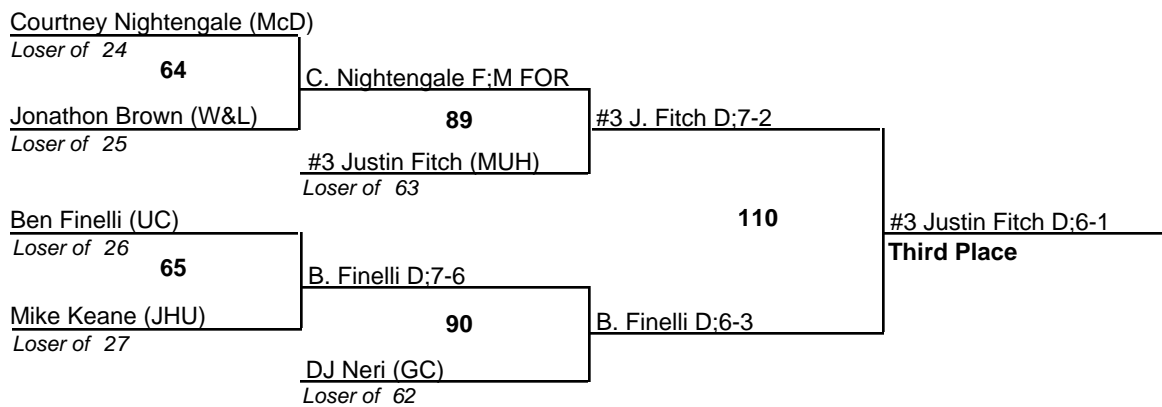 Courtney Nightengale (McD)
Loser of 24
64
C. Nightengale F;M FOR
Jonathon Brown (W&L)
Loser of 25
89
#3 J. Fitch D;7-2
#3 Justin Fitch (MUH)
Loser of 63
Ben Finelli (UC)
Loser of 26
110
#3 Justin Fitch D;6-1
Third Place
65
B. Finelli D;7-6
Mike Keane (JHU)
Loser of 27
90
B. Finelli D;6-3
DJ Neri (GC)
Loser of 62